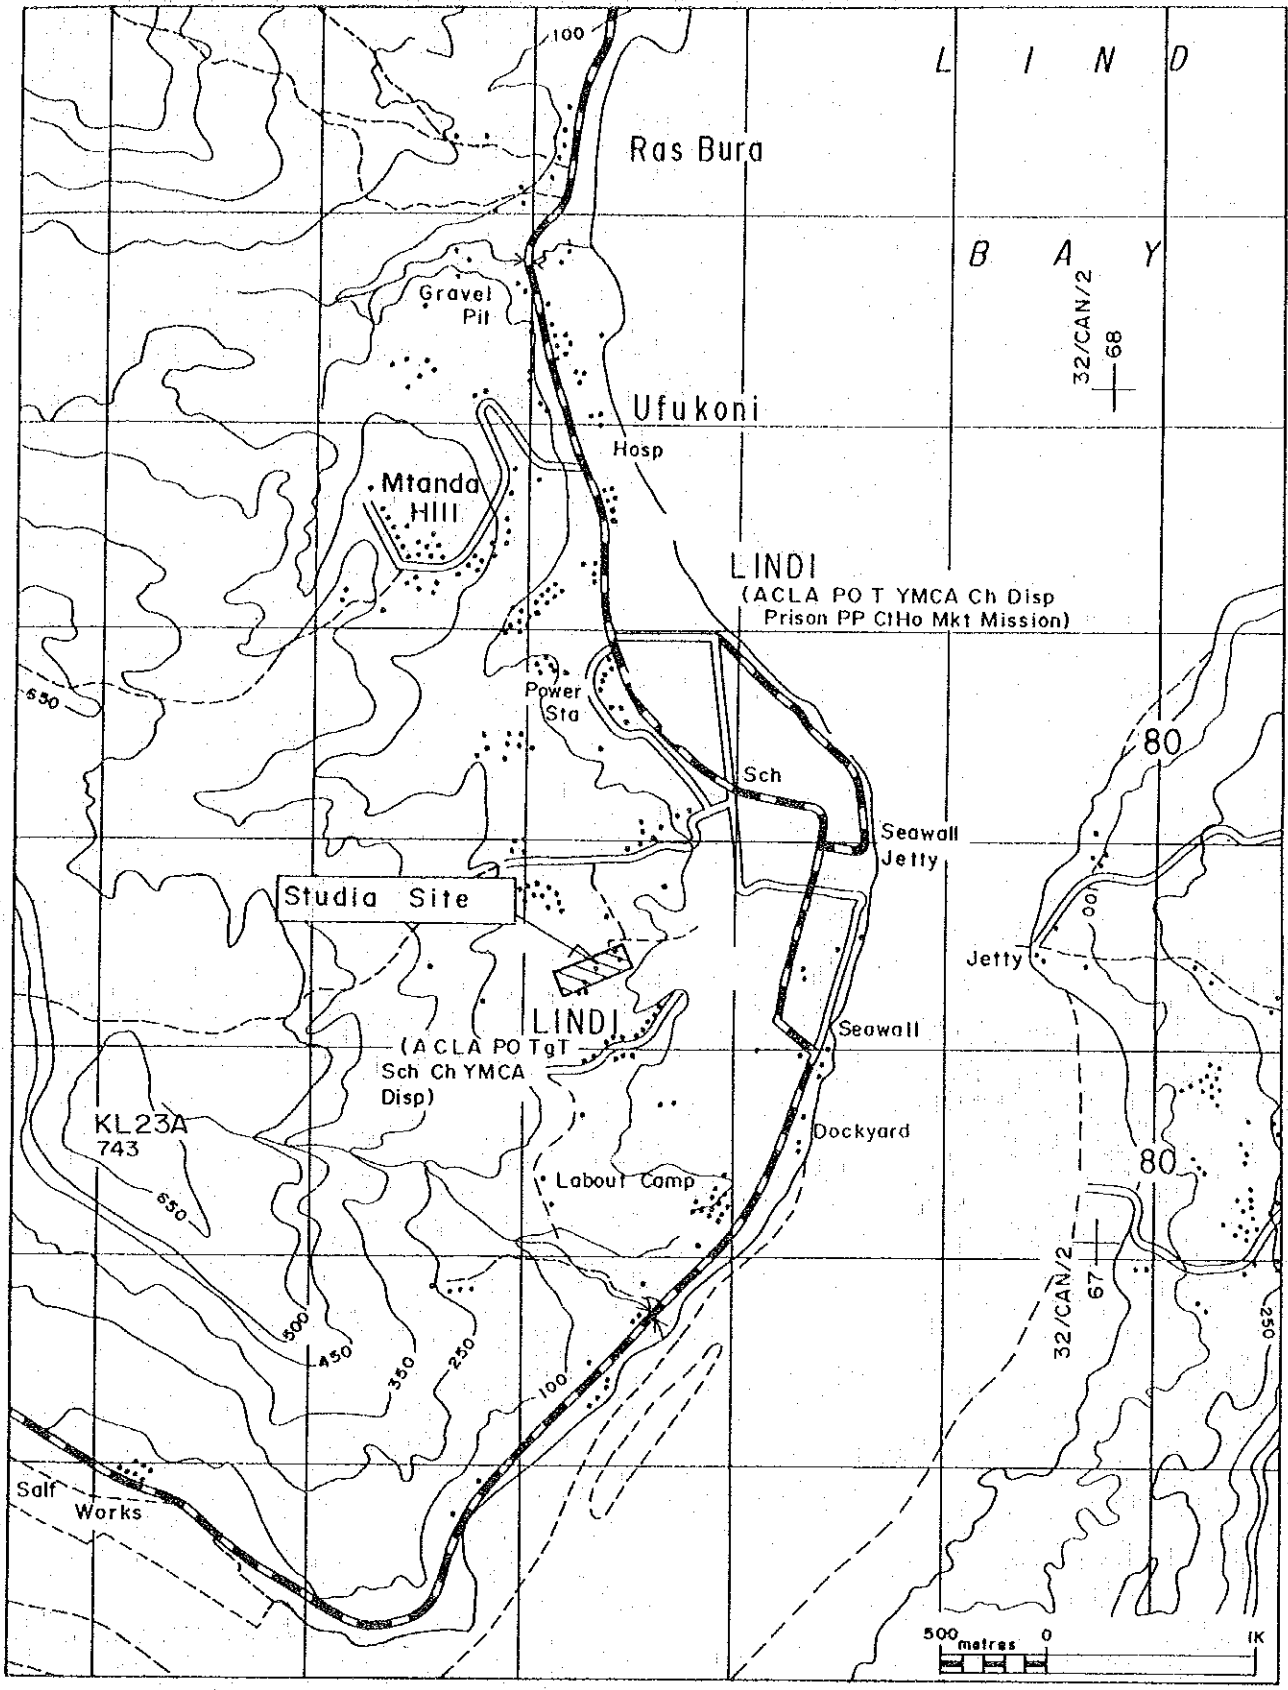 100
L I N D
Ras Bura
B A Y
Gravel
Pit
32/CAN/2
68
Ufukoni
Hosp
Mtanda
Hill
LINDI
(ACLA PO T YMCA Ch Disp
Prison PP CtHo Mkt Mission)
650
Power
Sta
80
Sch
Seawall
Jetty
Studia Site
100
Jetty
LINDI
(ACLA PO TgT
Sch Ch YMCA
Disp)
Seawall
KL23A
743
Dockyard
80
Labout Camp
650
32/CAN/2
67
500
450
350
250
250
100
Salf
Works
500 metres 0 1K